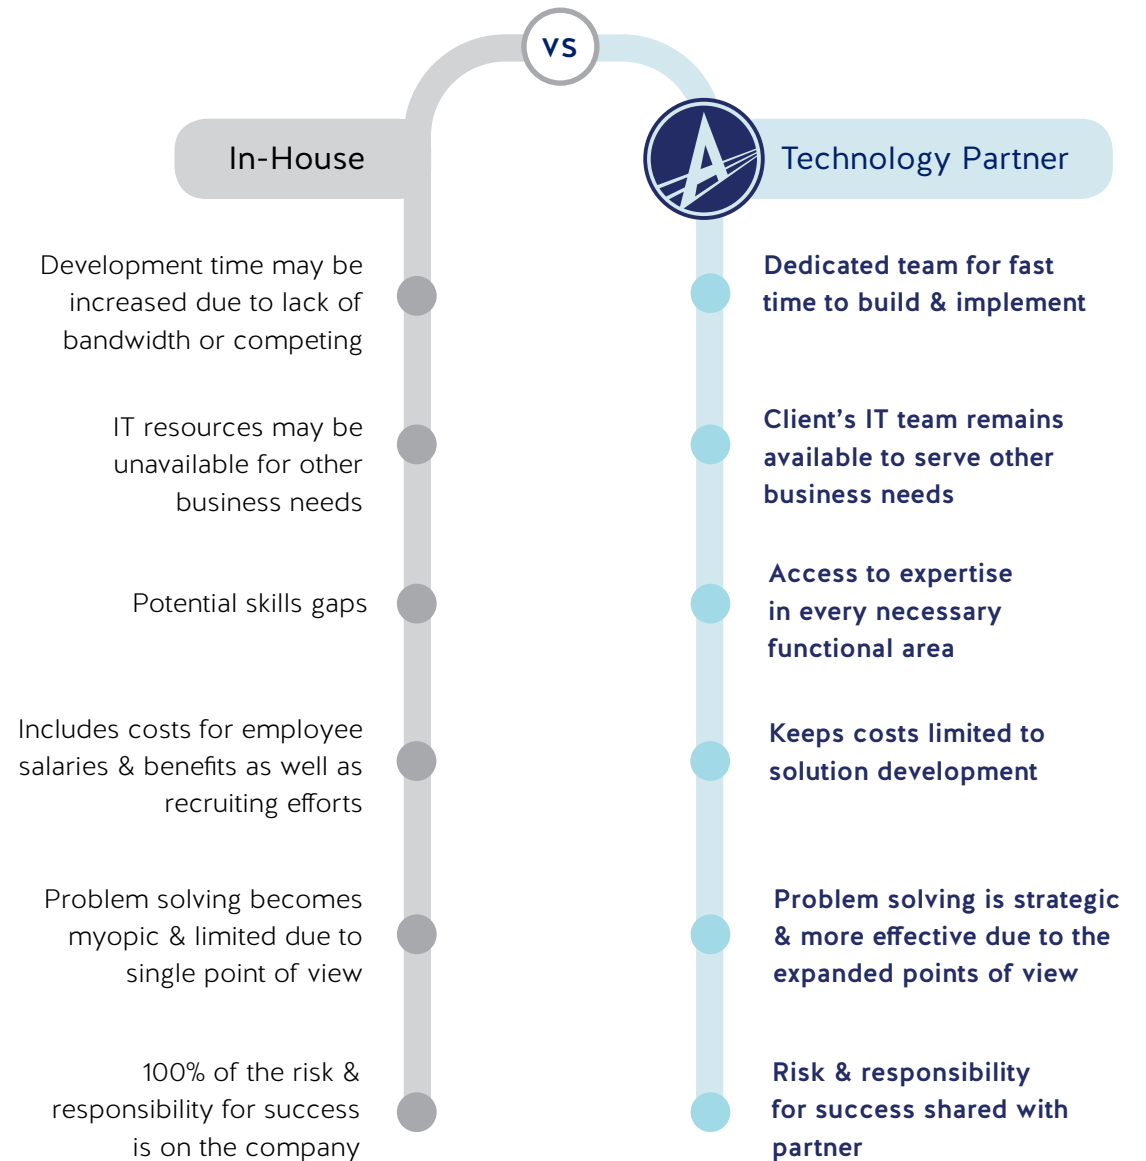 VS
In-House
Technology Partner
Development time may be
increased due to lack of
bandwidth or competing
Dedicated team for fast
time to build & implement
IT resources may be
unavailable for other
business needs
Client's IT team remains
available to serve other
business needs
Potential skills gaps
Access to expertise
in every necessary
functional area
Includes costs for employee
salaries & benefits as well as
recruiting efforts
Keeps costs limited to
solution development
Problem solving becomes
myopic & limited due to
single point of view
Problem solving is strategic
& more effective due to the
expanded points of view
100% of the risk &
responsibility for success
is on the company
Risk & responsibility
for success shared with
partner